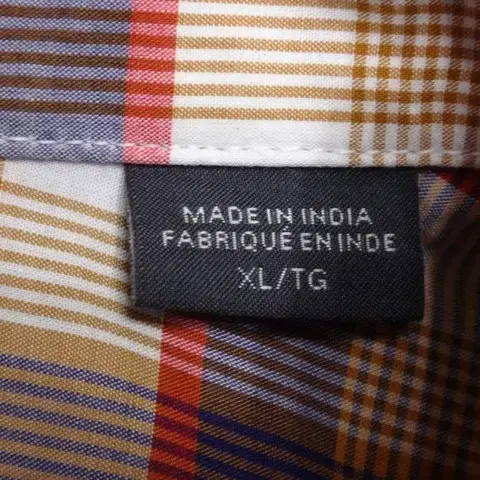 MADE IN INDIA
FABRIQUÉ EN INDE
XL/TG